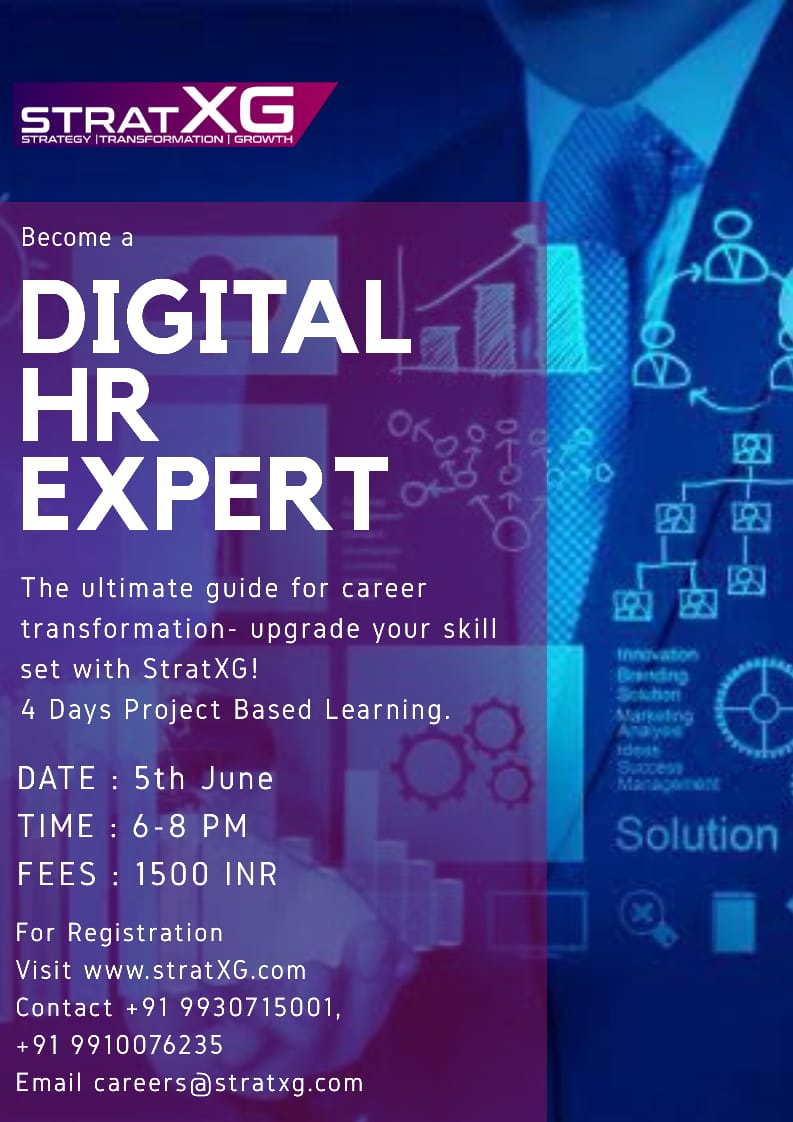 STRATXG
STRATEGY | TRANSFORMATION | GROWTH
Become a
DIGITAL
HR
EXPERT
The ultimate guide for career
transformation- upgrade your skill
set with StratXG!
4 Days Project Based Learning.
DATE : 5th June
TIME : 6-8 PM
FEES : 1500 INR
For Registration
Visit www.stratXG.com
Contact +91 9930715001,
+91 9910076235
Email careers@stratxg.com
Innovation
Branding
Solution
Marketing
Analysis
Ideas
Success
Management
Solution